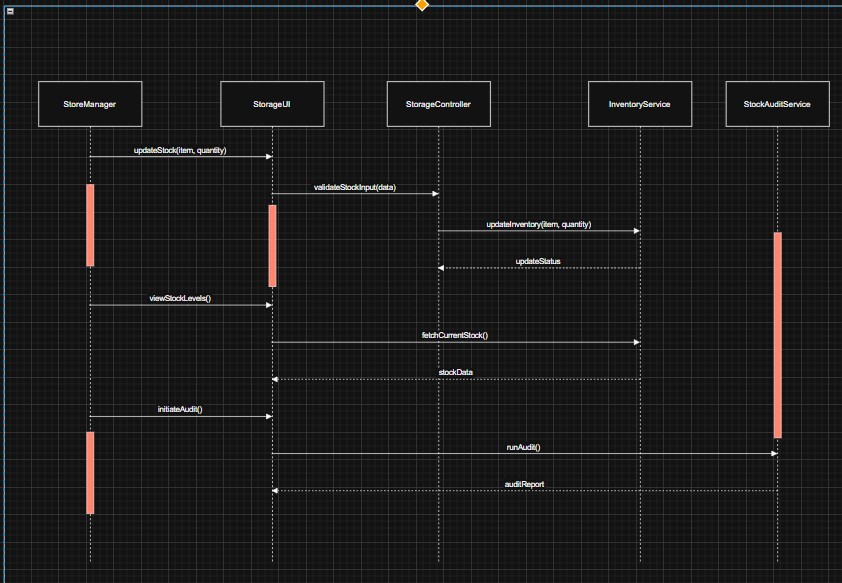 StoreManager
StorageUI
StorageController
InventoryService
StockAuditService
updateStock(item, quantity)
validateStockInput(data)
updateInventory(item, quantity)
updateStatus
viewStockLevels()
fetchCurrentStock()
stockData
initiateAudit()
runAudit()
auditReport